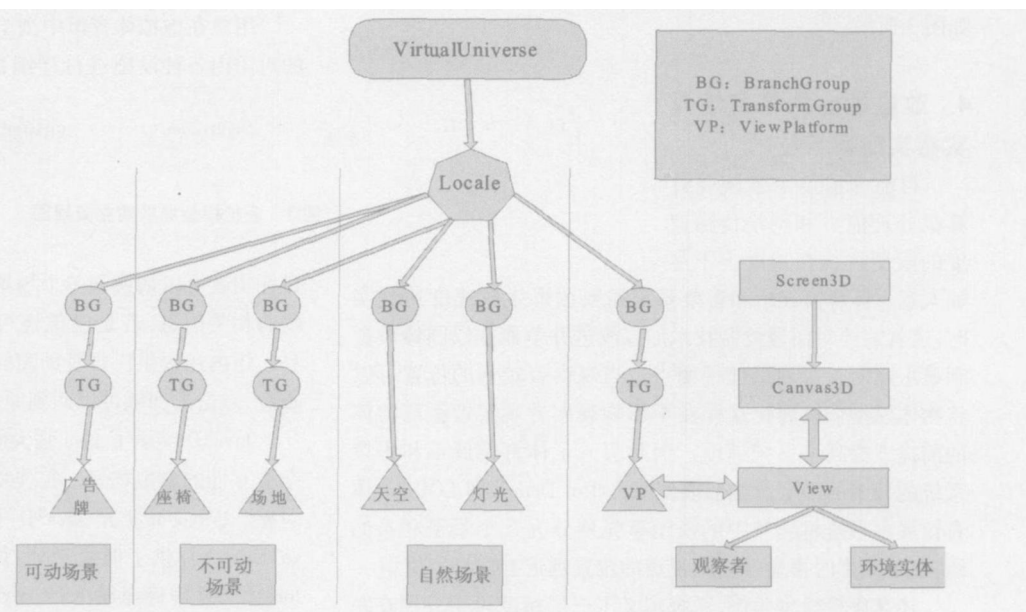 VirtualUniverse
BG: BranchGroup
TG: TransformGroup
VP: ViewPlatform
Locale
Screen3D
BG
BG
BG
BG
BG
BG
TG
TG
TG
TG
Canvas3D
广告
牌
座椅
场地
天空
灯光
VP
View
可动场景
不可动
场景
自然场景
观察者
环境实体